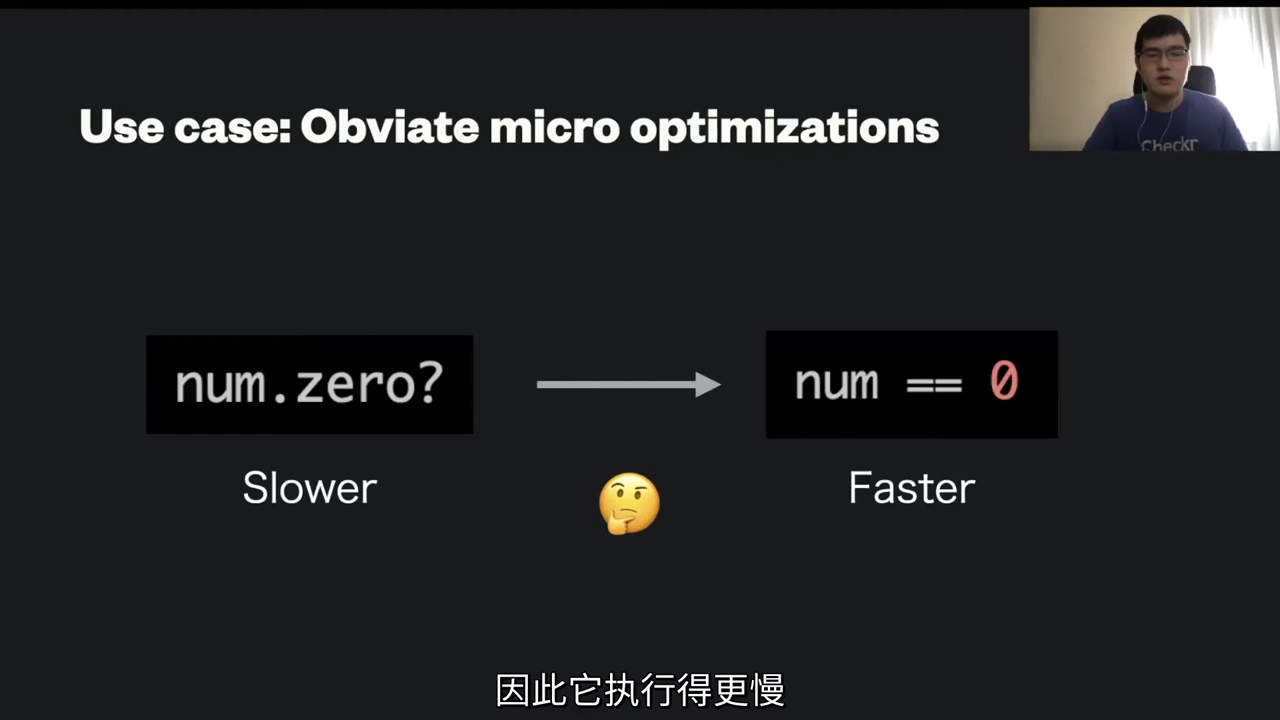 Use case: Obviate micro optimizations
Checkr
num.zero?
num == 0
Slower
Faster
因此它执行得更慢